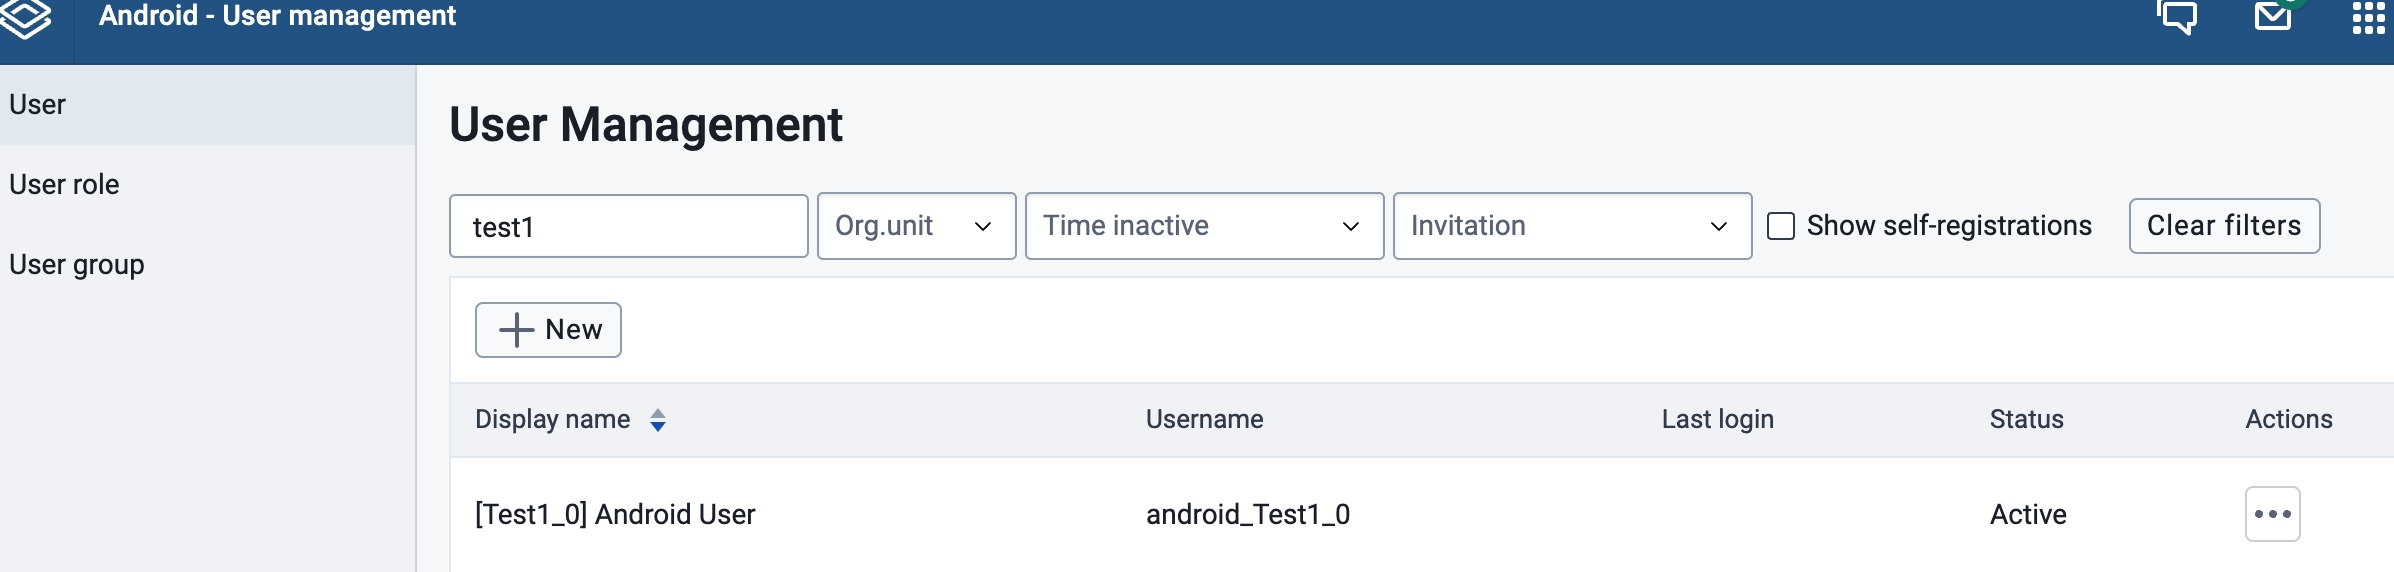 Android - User management
User
User role
User group
User Management
test1 Org.unit Time inactive Invitation Show self-registrations Clear filters
New
Display name Username Last login Status Actions
[Test1_0] Android User android_Test1_0 Active